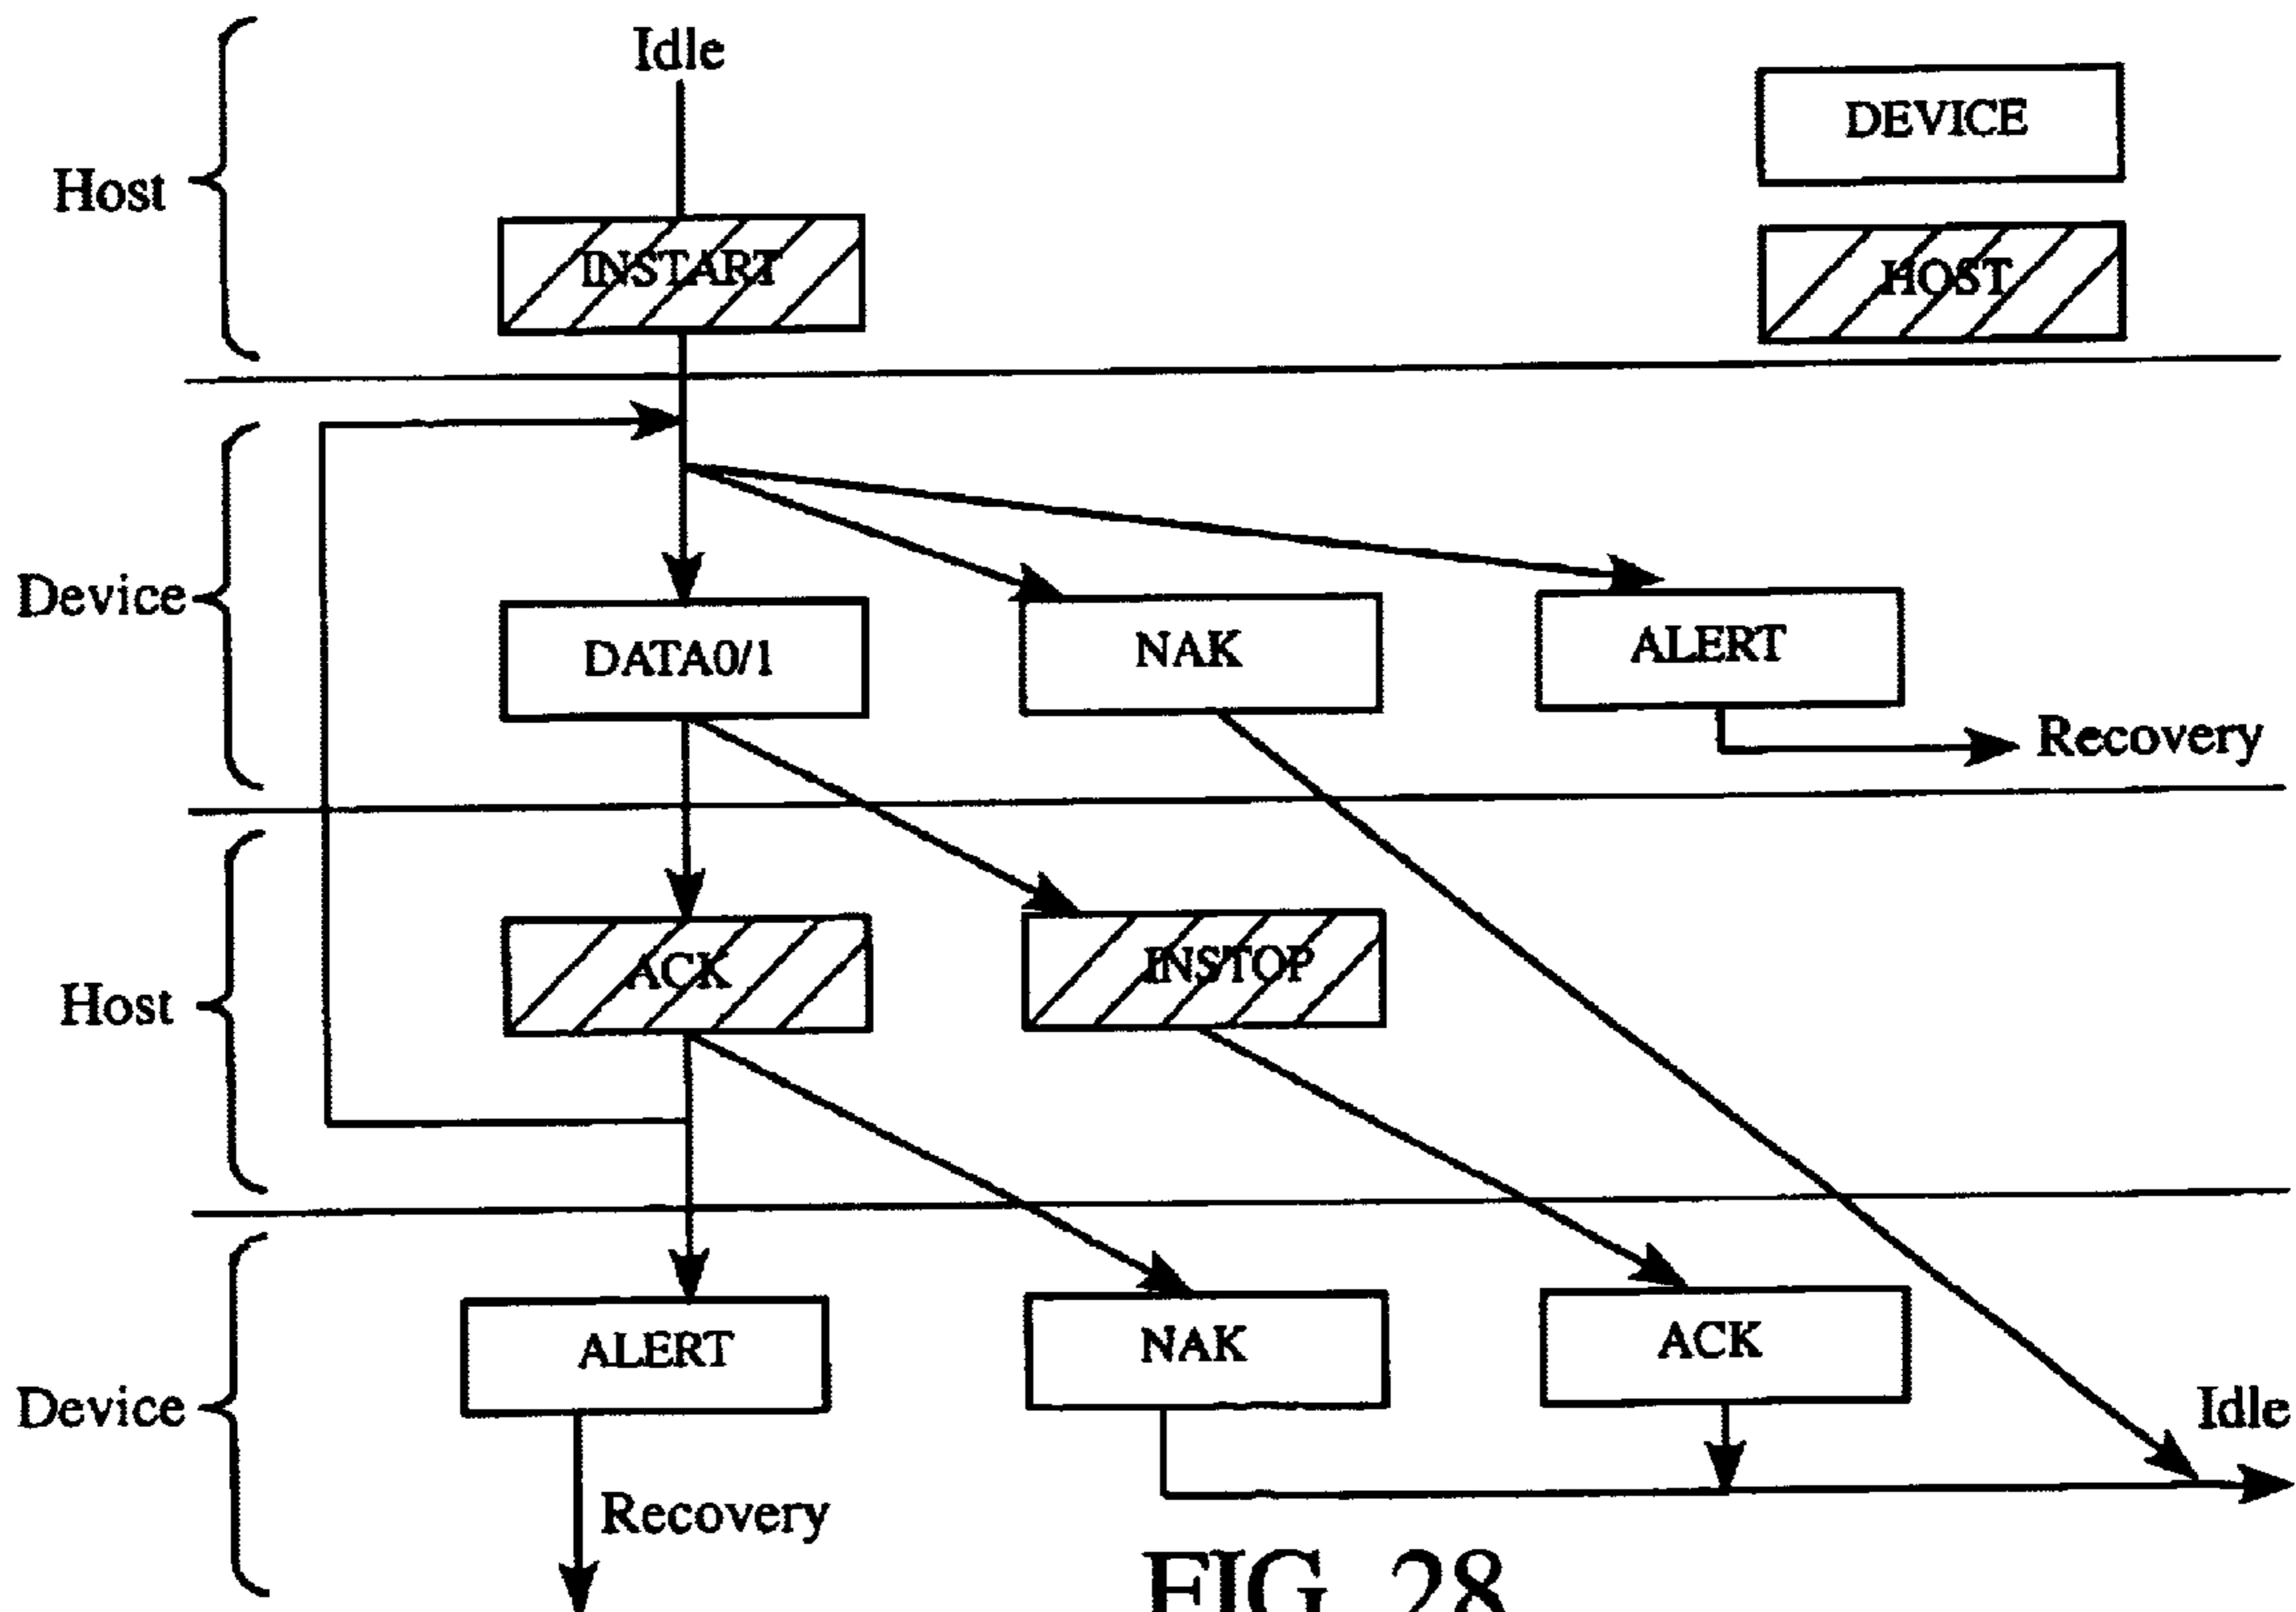 Idle
DEVICE
Host
INSTART
HOST
Device
DATA0/1
NAK
ALERT
Recovery
Host
ACK
INSTOP
Device
ALERT
NAK
ACK
Idle
Recovery
FIG. 28